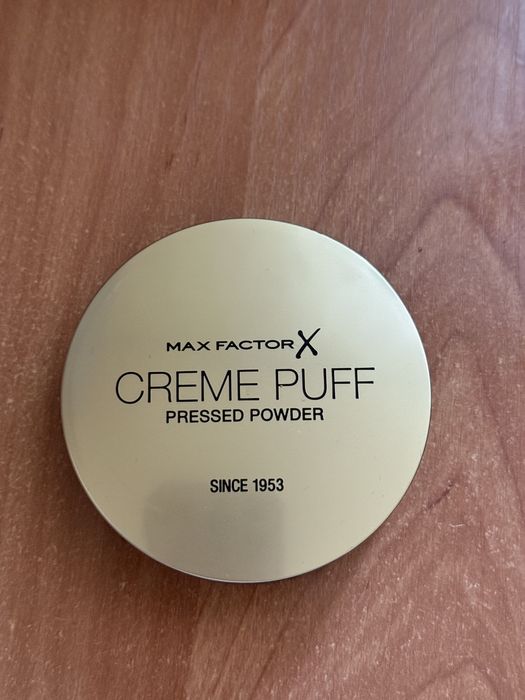 MAX FACTOR X
CREME PUFF
PRESSED POWDER
SINCE 1953